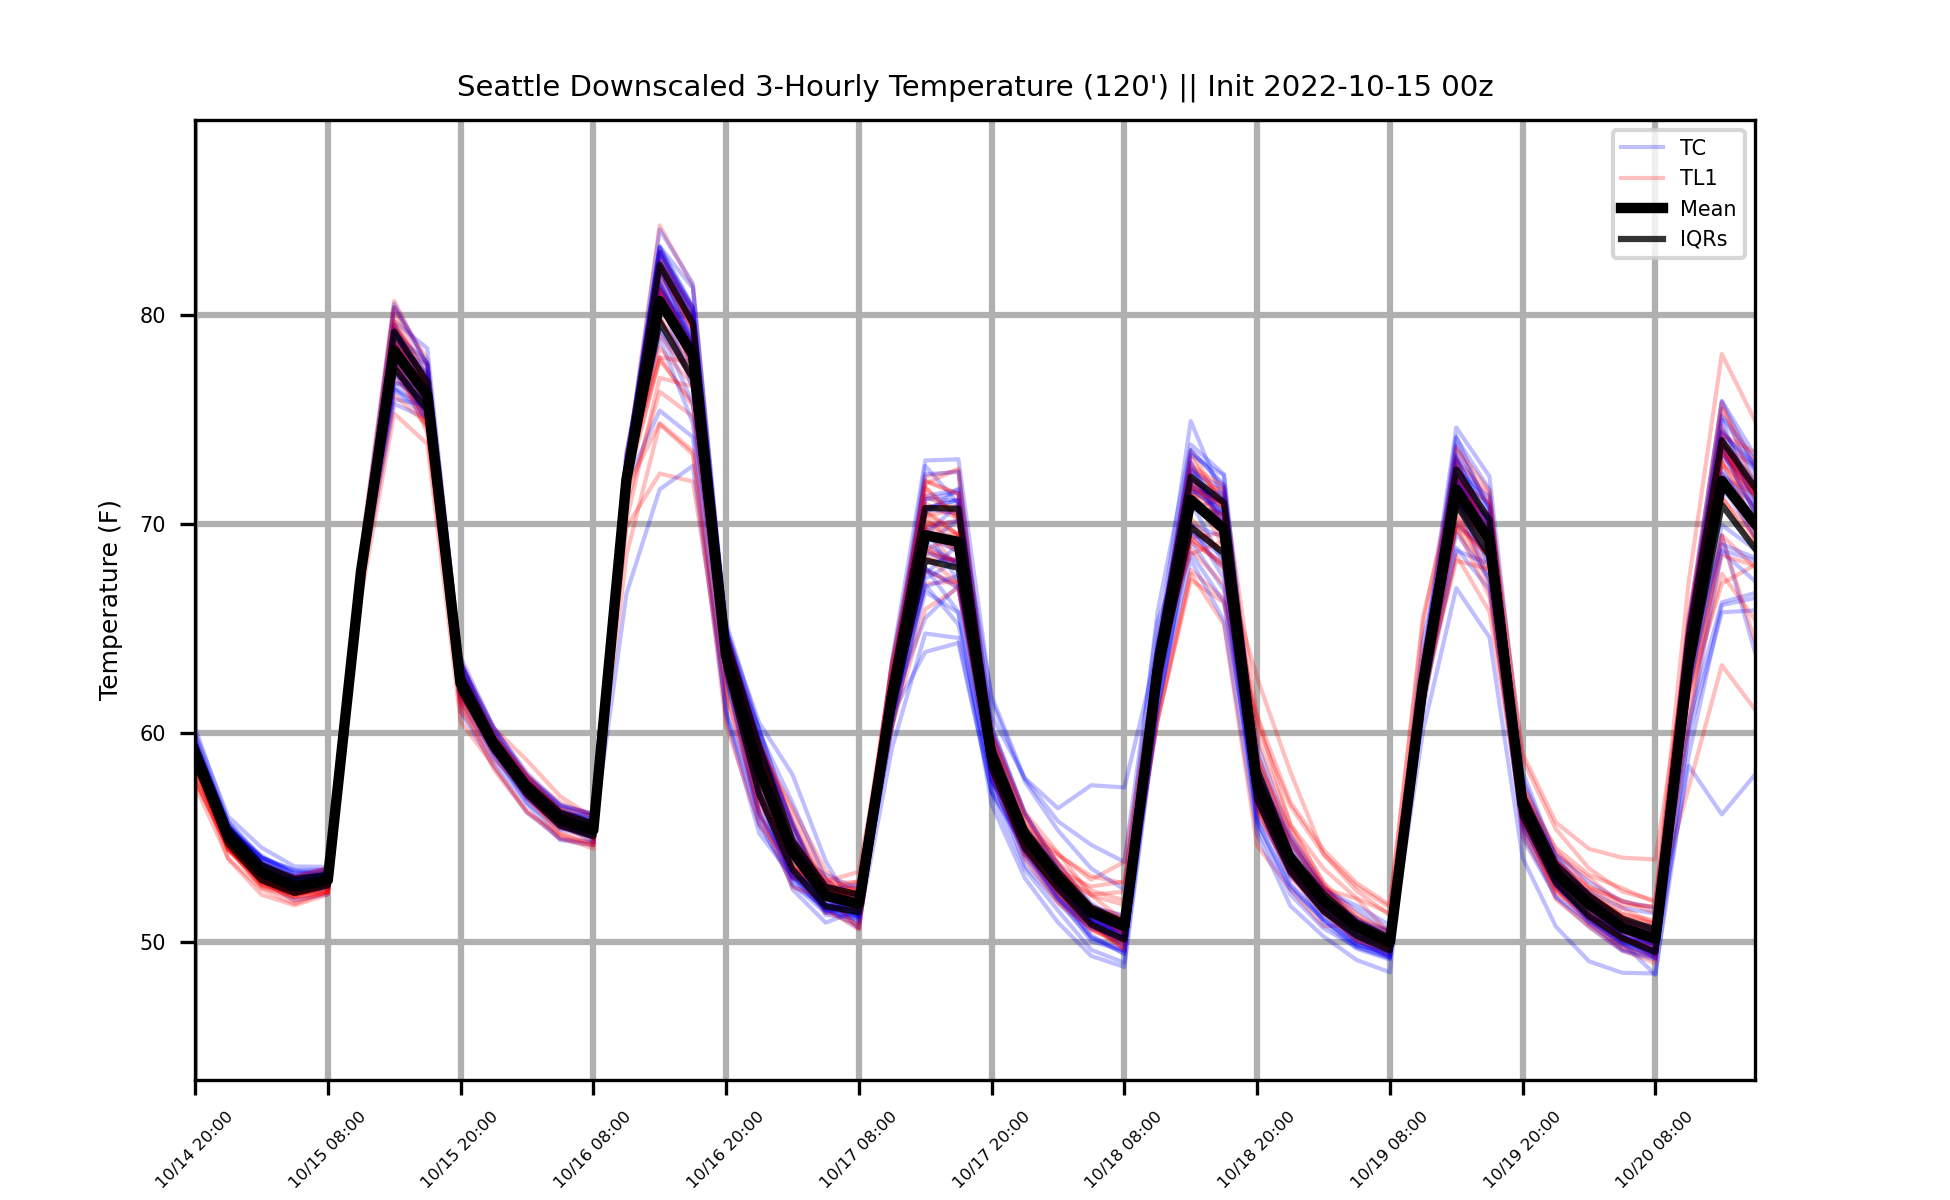 Seattle Downscaled 3-Hourly Temperature (120') || Init 2022-10-15 00z
TC
TL1
Mean
IQRs
Temperature (F)
80
70
60
50
10/14 20:00
10/15 08:00
10/15 20:00
10/16 08:00
10/16 20:00
10/17 08:00
10/17 20:00
10/18 08:00
10/18 20:00
10/19 08:00
10/19 20:00
10/20 08:00